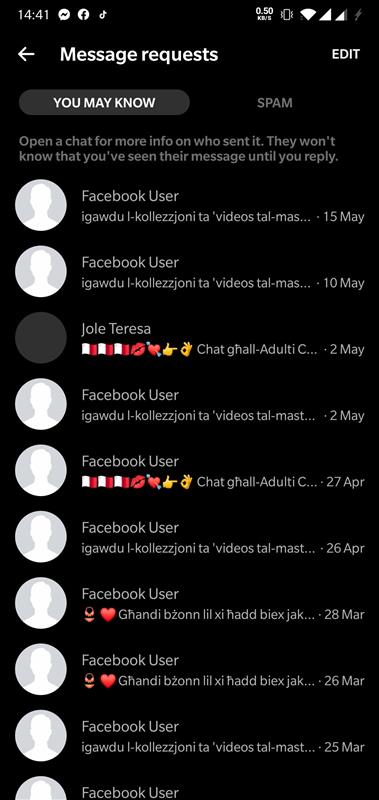 14:41
0.50
KB/S
Message requests
EDIT
YOU MAY KNOW
SPAM
Open a chat for more info on who sent it. They won't
know that you've seen their message until you reply.
Facebook User
igawdu l-kollezzjoni ta 'videos tal-mas... · 15 May
Facebook User
igawdu l-kollezzjoni ta 'videos tal-mas... · 10 May
Jole Teresa
🇵🇪🇵🇪🇵🇪💋💘👉👌 Chat għall-Adulti C... · 2 May
Facebook User
igawdu l-kollezzjoni ta 'videos tal-mast... · 2 May
Facebook User
🇵🇪🇵🇪🇵🇪💋💘👉👌 Chat għall-Adulti C... · 27 Apr
Facebook User
igawdu l-kollezzjoni ta 'videos tal-mast... · 26 Apr
Facebook User
👙❤️Għandi bżonn lil xi ħadd biex jak... · 28 Mar
Facebook User
👙❤️Għandi bżonn lil xi ħadd biex jak... · 26 Mar
Facebook User
igawdu l-kollezzjoni ta 'videos tal-mast... · 25 Mar
Facebook User